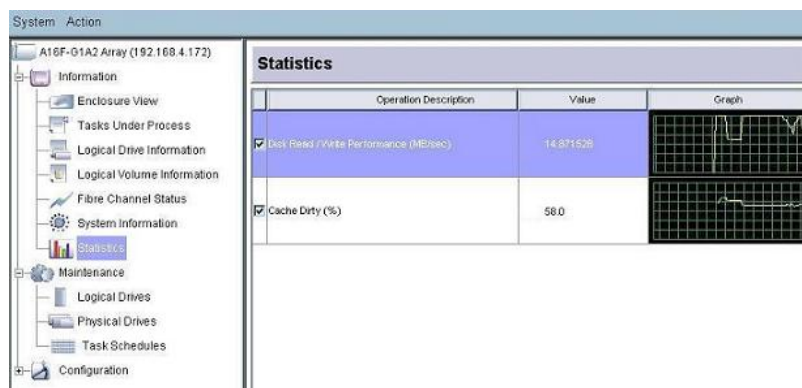 System Action
A16F-G1A2 Array (192.168.4.172)
Information
Enclosure View
Tasks Under Process
Logical Drive Information
Logical Volume Information
Fibre Channel Status
System Information
Statistics
Maintenance
Logical Drives
Physical Drives
Task Schedules
Configuration
Statistics
Operation Description Value Graph
Disk Read / Write Performance (MB/sec) 14.871526
Cache Dirty (%) 58.0